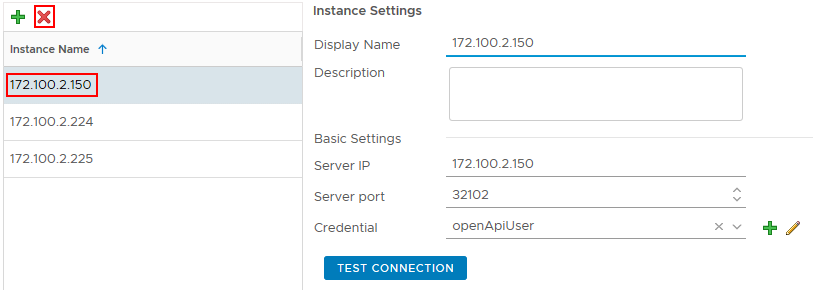 Instance Name
172.100.2.150
172.100.2.224
172.100.2.225
Instance Settings
Display Name 172.100.2.150
Description
Basic Settings
Server IP 172.100.2.150
Server port 32102
Credential openApiUser
TEST CONNECTION